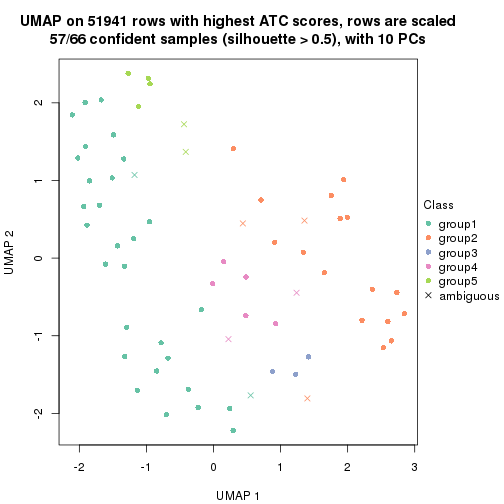 UMAP on 51941 rows with highest ATC scores, rows are scaled
57/66 confident samples (silhouette > 0.5), with 10 PCs
2
1
0
-1
-2
UMAP 2
-2
-1
0
1
2
3
UMAP 1
Class
group1
group2
group3
group4
group5
ambiguous